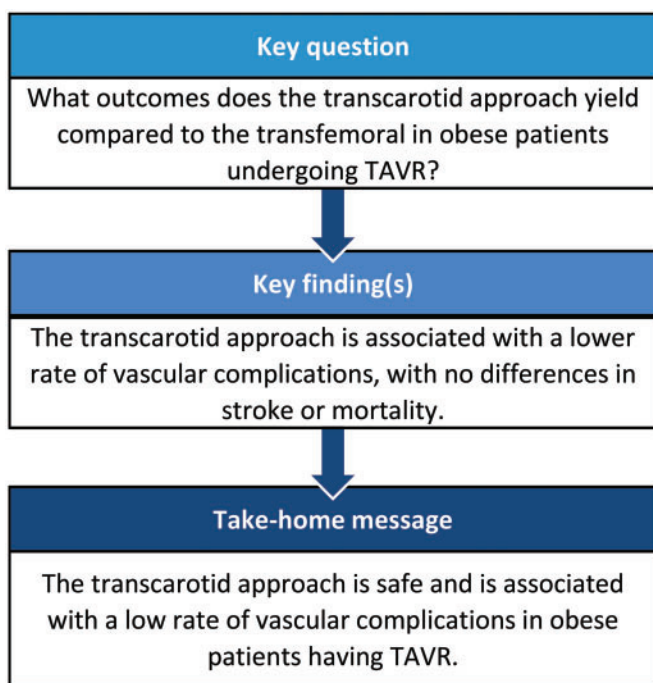 Key question
What outcomes does the transcarotid approach yield
compared to the transfemoral in obese patients
undergoing TAVR?
Key finding(s)
The transcarotid approach is associated with a lower
rate of vascular complications, with no differences in
stroke or mortality.
Take-home message
The transcarotid approach is safe and is associated
with a low rate of vascular complications in obese
patients having TAVR.